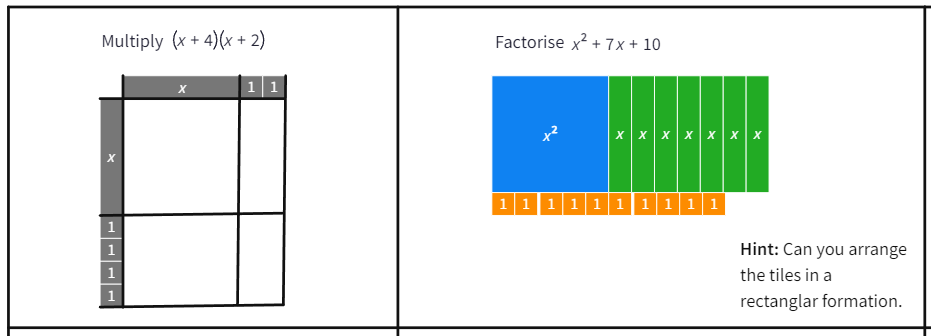 Multiply (x + 4)(x + 2)
x 1 1
x
1
1
1
1
Factorise x² + 7x + 10
x² x x x x x x x
1 1 1 1 1 1 1 1 1 1
Hint: Can you arrange
the tiles in a
rectanglar formation.